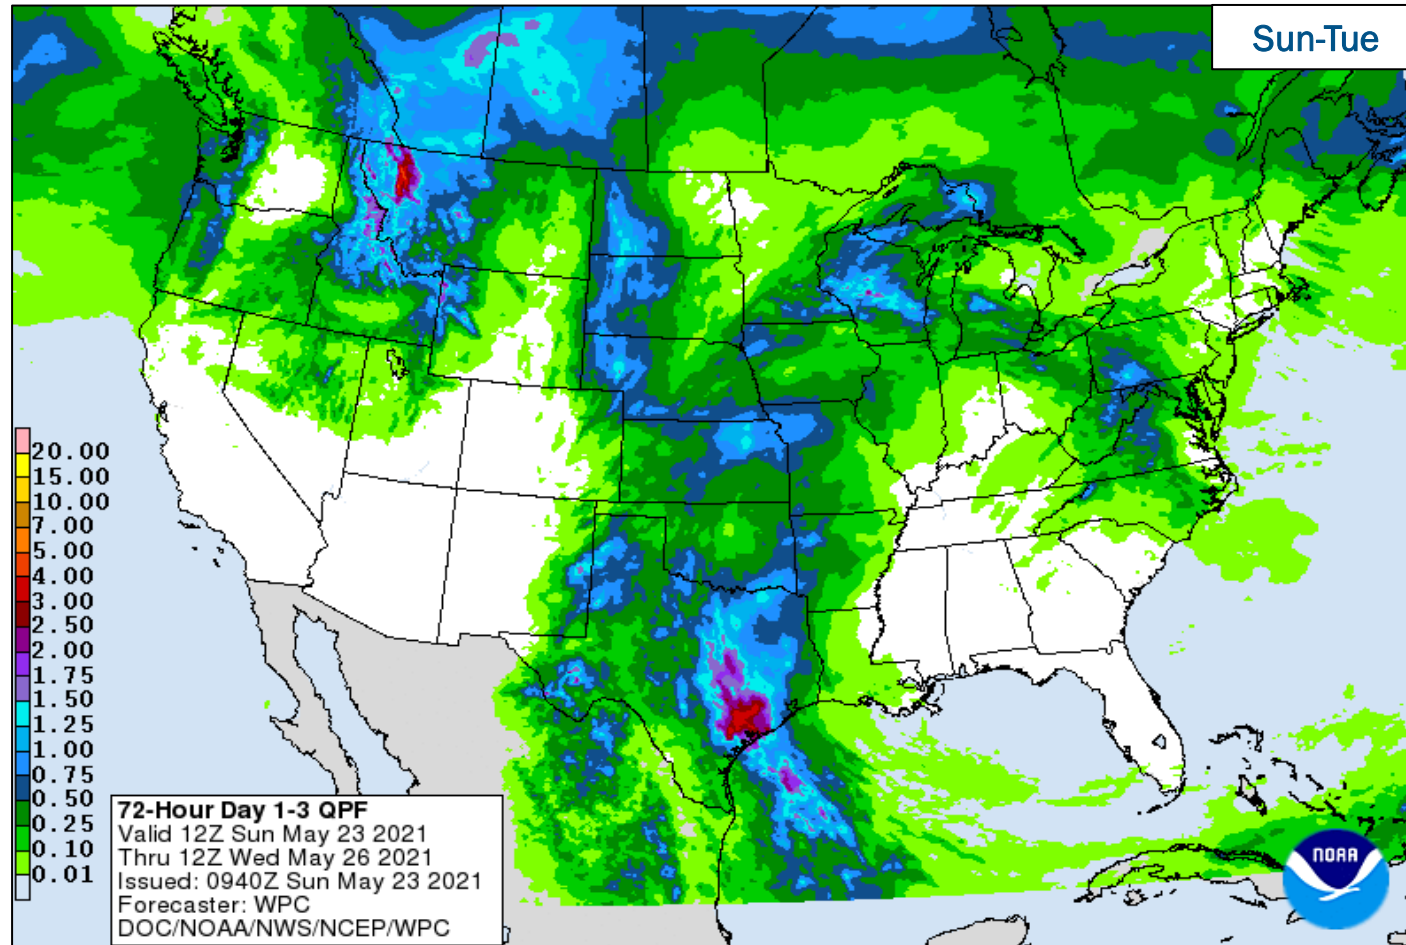 Sun-Tue
20.00
15.00
10.00
7.00
5.00
4.00
3.00
2.50
2.00
1.75
1.50
1.25
1.00
0.75
0.50
0.25
0.10
0.01
72-Hour Day 1-3 QPF
Valid 12Z Sun May 23 2021
Thru 12Z Wed May 26 2021
Issued: 0940Z Sun May 23 2021
Forecaster: WPC
DOC/NOAA/NWS/NCEP/WPC
NOAA